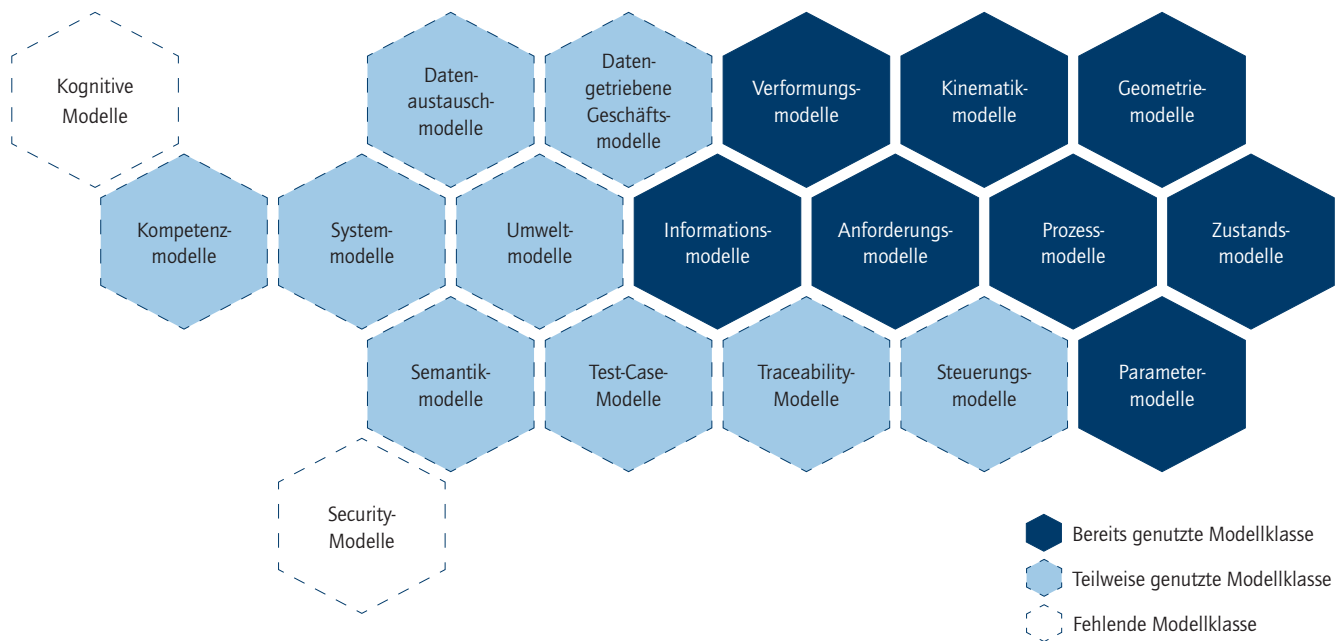 Kognitive
Modelle
Daten-
austausch-
modelle
Daten-
getriebene
Geschäfts-
modelle
Verformungs-
modelle
Kinematik-
modelle
Geometrie-
modelle
Kompetenz-
modelle
System-
modelle
Umwelt-
modelle
Informations-
modelle
Anforderungs-
modelle
Prozess-
modelle
Zustands-
modelle
Semantik-
modelle
Test-Case-
Modelle
Traceability-
Modelle
Steuerungs-
modelle
Parameter-
modelle
Security-
Modelle
Bereits genutzte Modellklasse
Teilweise genutzte Modellklasse
Fehlende Modellklasse